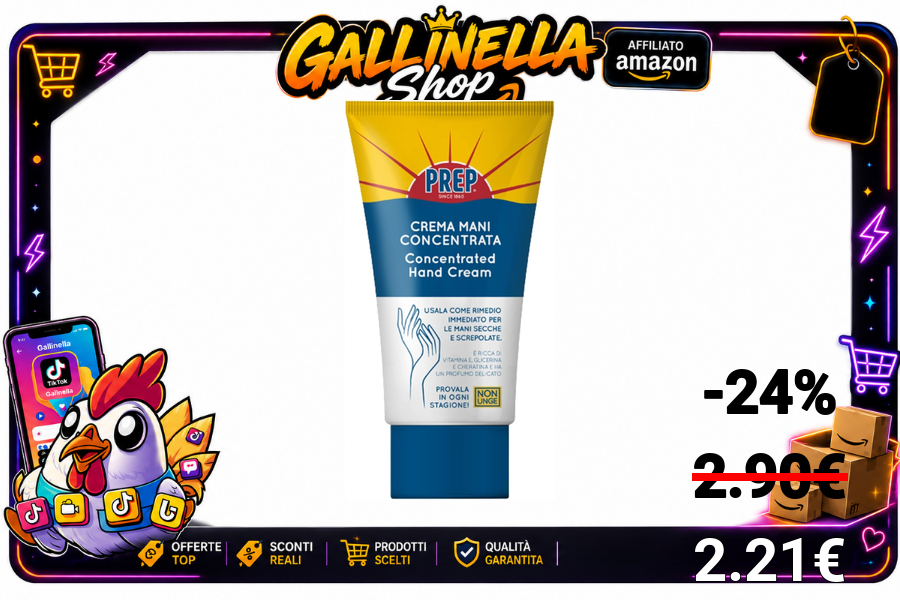 GALLINELLA
Shop
AFFILIATO
amazon
PREP
SINCE 1860
CREMA MANI
CONCENTRATA
Concentrated
Hand Cream
USALA COME RIMEDIO
IMMEDIATO PER
LE MANI SECCHE
E SCREPOLATE.
È RICCA DI
VITAMINA E, GLICERINA
E CHERATINA E HA
UN PROFUMO DELICATO
PROVALA
IN OGNI
STAGIONE!
NON
UNGE
Gallinella
TikTok
Gallinella
-24%
2.90€
2.21€
OFFERTE
TOP
SCONTI
REALI
PRODOTTI
SCELTI
QUALITÀ
GARANTITA